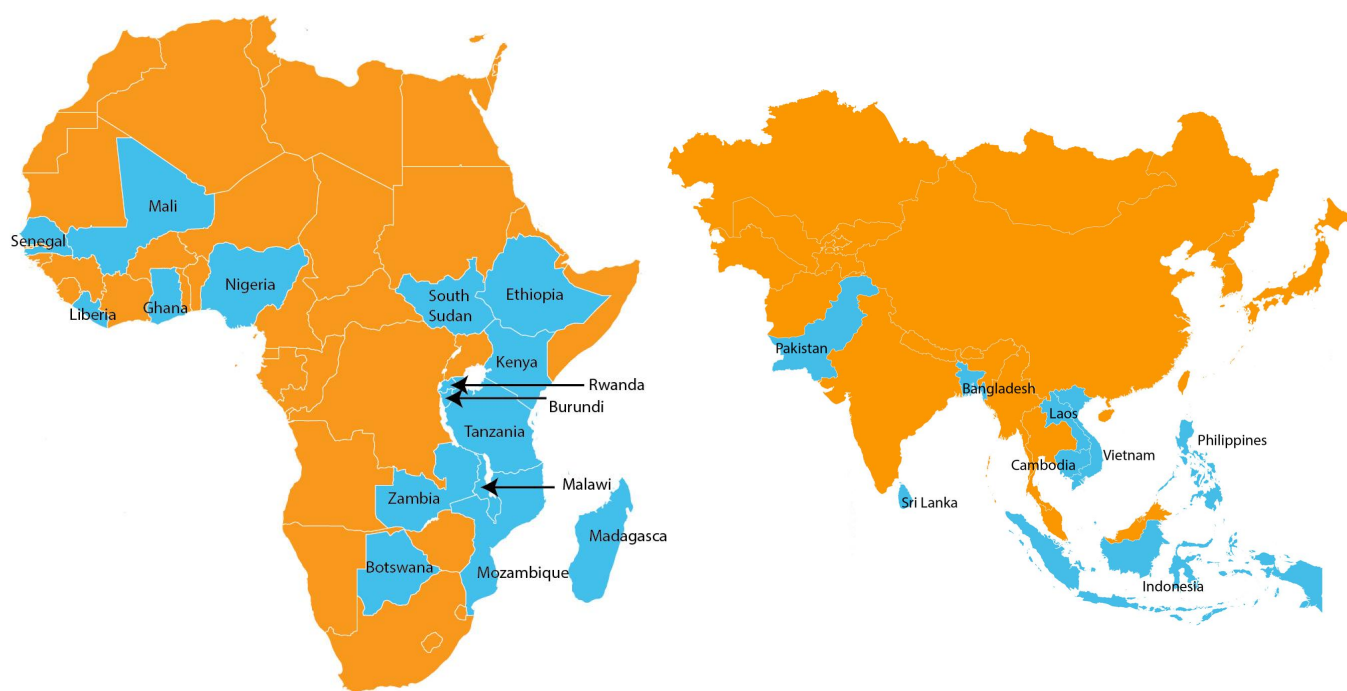 Mali
Senegal
Nigeria
Ghana
Liberia
South
Sudan
Ethiopia
Kenya
Rwanda
Burundi
Tanzania
Malawi
Zambia
Madagasca
Botswana
Mozambique
Pakistan
Bangladesh
Laos
Philippines
Vietnam
Cambodia
Sri Lanka
Indonesia